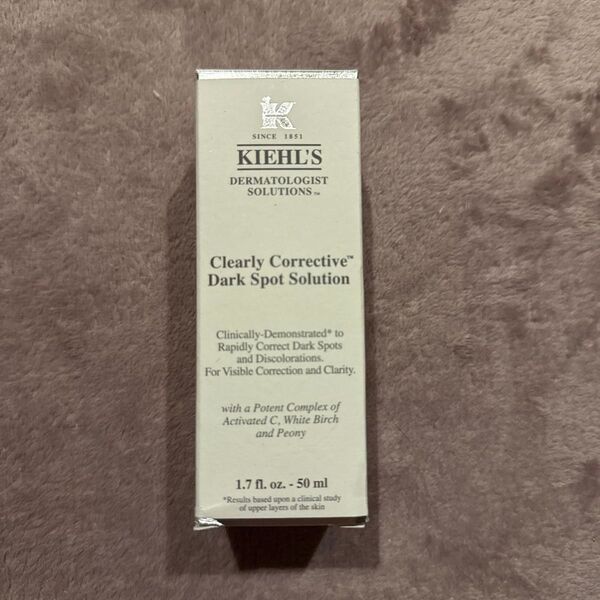 K
SINCE 1851
KIEHL'S
DERMATOLOGIST
SOLUTIONS™
Clearly Corrective™
Dark Spot Solution
Clinically-Demonstrated* to
Rapidly Correct Dark Spots
and Discolorations.
For Visible Correction and Clarity.
with a Potent Complex of
Activated C, White Birch
and Peony
1.7 fl. oz. - 50 ml
*Results based upon a clinical study
of upper layers of the skin